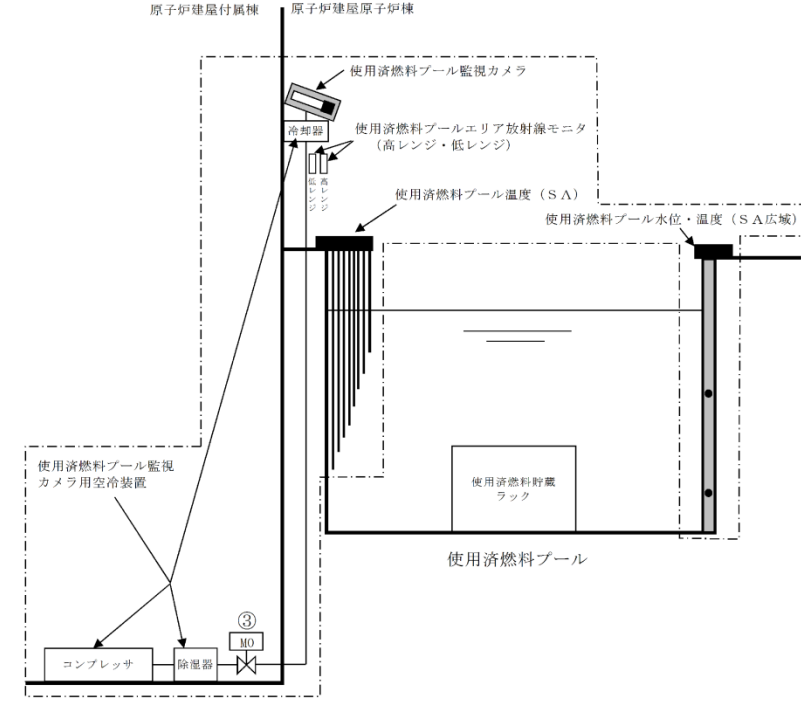 原子炉建屋付属棟
原子炉建屋原子炉棟
使用済燃料プール監視カメラ
冷却器
使用済燃料プールエリア放射線モニタ
(高レンジ・低レンジ)
低レンジ
高レンジ
使用済燃料プール温度(SA)
使用済燃料プール水位・温度(SA広域)
使用済燃料プール監視
カメラ用空冷装置
使用済燃料貯蔵
ラック
使用済燃料プール
③
MO
コンプレッサ
除湿器